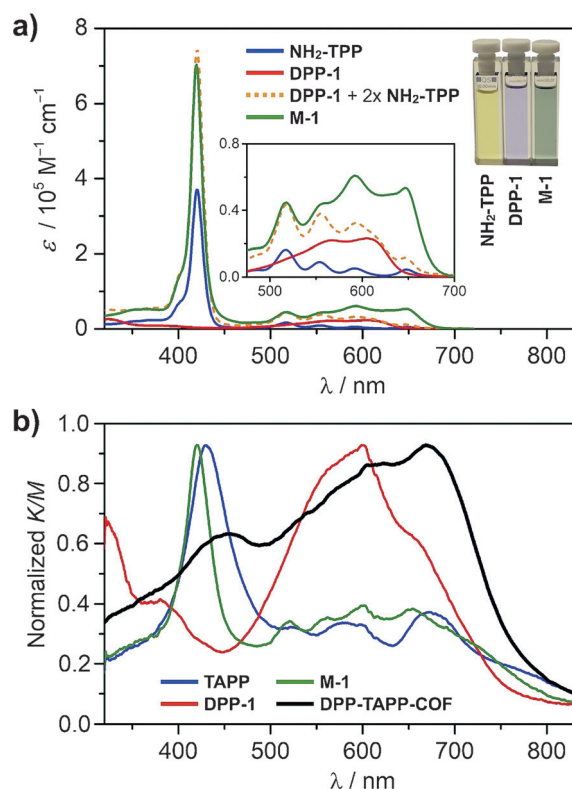 a)
8
6
4
2
0
ε / 10⁵ M⁻¹ cm⁻¹
NH₂-TPP
DPP-1
DPP-1 + 2x NH₂-TPP
M-1
0.6
0.4
0.2
0.0
500
600
700
NH₂-TPP
DPP-1
M-1
400
500
600
700
800
λ / nm
b)
1.0
0.8
0.6
0.4
0.2
0.0
Normalized K/M
TAPP
M-1
DPP-1
DPP-TAPP-COF
400
500
600
700
800
λ / nm